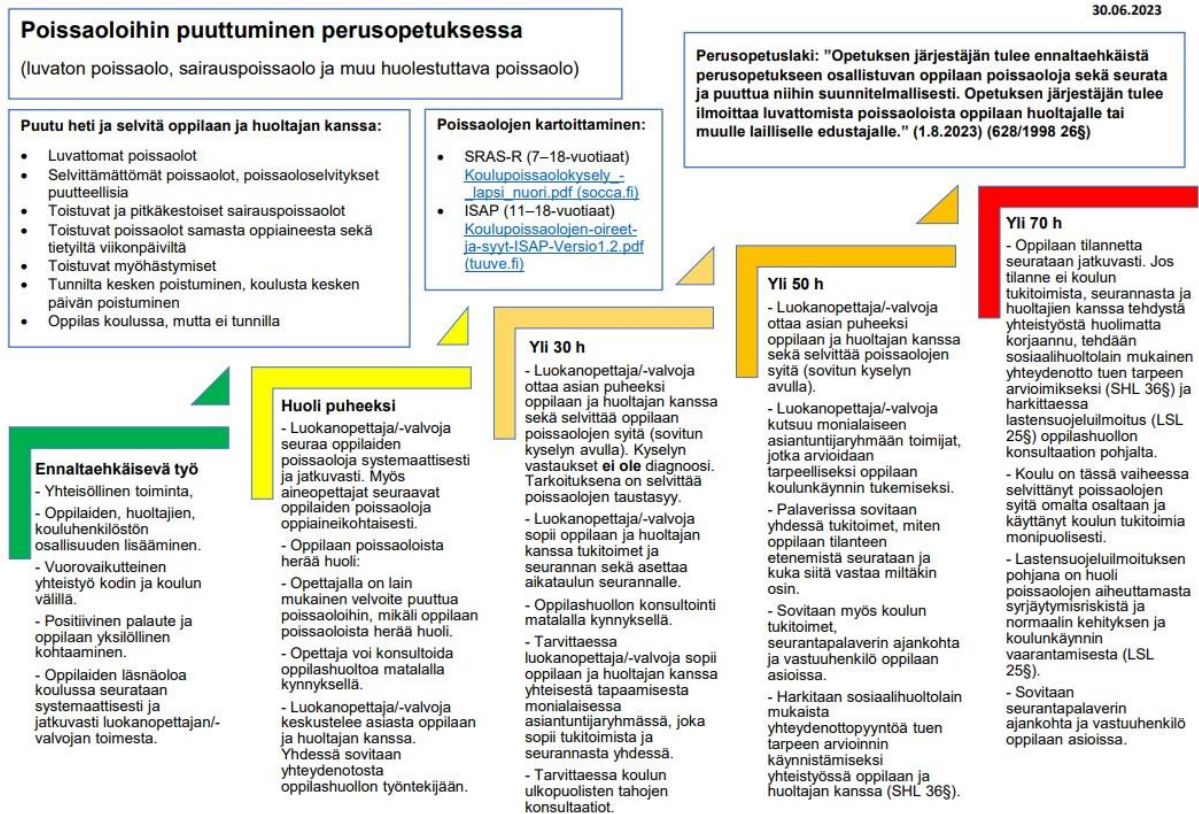 30.06.2023
Poissaoloihin puuttuminen perusopetuksessa
(luvaton poissaolo, sairauspoissaolo ja muu huolestuttava poissaolo)
Perusopetuslaki: ”Opetuksen järjestäjän tulee ennaltaehkäistä
perusopetukseen osallistuvan oppilaan poissaoloja sekä seurata
ja puuttua niihin suunnitelmallisesti. Opetuksen järjestäjän tulee
ilmoittaa luvattomista poissaoloista oppilaan huoltajalle tai
muulle lailliselle edustajalle.” (1.8.2023) (628/1998 26§)
Puutu heti ja selvitä oppilaan ja huoltajan kanssa:
• Luvattomat poissaolot
• Selvittämättömät poissaolot, poissaoloselvitykset
puutteellisia
• Toistuvat ja pitkäkestoiset sairauspoissaolot
• Toistuvat poissaolot samasta oppiaineesta sekä
tietyiltä viikonpäiviltä
• Toistuvat myöhästymiset
• Tunnilta kesken poistuminen, koulusta kesken
päivän poistuminen
• Oppilas koulussa, mutta ei tunnilla
Poissaolojen kartoittaminen:
• SRAS-R (7–18-vuotiaat)
Koulupoissaolokysely_-
_lapsi_nuori.pdf (socca.fi)
• ISAP (11–18-vuotiaat)
Koulupoissaolojen-oireet-
ja-syyt-ISAP-Versio1.2.pdf
(tuuve.fi)
Ennaltaehkäisevä työ
- Yhteisöllinen toiminta,
- Oppilaiden, huoltajien,
kouluhenkilöstön
osallisuuden lisääminen.
- Vuorovaikutteinen
yhteistyö kodin ja koulun
välillä.
- Positiivinen palaute ja
oppilaan yksilöllinen
kohtaaminen.
- Oppilaiden läsnäoloa
koulussa seurataan
systemaattisesti ja
jatkuvasti luokanopettajan/-
valvojan toimesta.
Huoli puheeksi
- Luokanopettaja/-valvoja
seuraa oppilaiden
poissaoloja systemaattisesti
ja jatkuvasti. Myös
aineopettajat seuraavat
oppilaiden poissaoloja
oppiainekohtaisesti.
- Oppilaan poissaoloista
herää huoli:
- Opettajalla on lain
mukainen velvoite puuttua
poissaoloihin, mikäli oppilaan
poissaoloista herää huoli.
- Opettaja voi konsultoida
oppilashuoltoa matalalla
kynnyksellä.
- Luokanopettaja/-valvoja
keskustelee asiasta oppilaan
ja huoltajan kanssa.
Yhdessä sovitaan
yhteydenotosta
oppilashuollon työntekijään.
Yli 30 h
- Luokanopettaja/-valvoja
ottaa asian puheeksi
oppilaan ja huoltajan kanssa
sekä selvittää oppilaan
poissaolojen syitä (sovitun
kyselyn avulla). Kyselyn
vastaukset ei ole diagnoosi.
Tarkoituksena on selvittää
poissaolojen taustasyy.
- Luokanopettaja/-valvoja
sopii oppilaan ja huoltajan
kanssa tukitoimet ja
seurannan sekä asettaa
aikataulun seurannalle.
- Oppilashuollon konsultointi
matalalla kynnyksellä.
- Tarvittaessa
luokanopettaja/-valvoja sopii
oppilaan ja huoltajan kanssa
yhteisestä tapaamisesta
monialaisessa
asiantuntijaryhmässä, joka
sopii tukitoimista ja
seurannasta yhdessä.
- Tarvittaessa koulun
ulkopuolisten tahojen
konsultaatiot.
Yli 50 h
- Luokanopettaja/-valvoja
ottaa asian puheeksi
oppilaan ja huoltajan kanssa
sekä selvittää poissaolojen
syitä (sovitun kyselyn
avulla).
- Luokanopettaja/-valvoja
kutsuu monialaiseen
asiantuntijaryhmään toimijat,
jotka arvioidaan
tarpeelliseksi oppilaan
koulunkäynnin tukemiseksi.
- Palaverissa sovitaan
yhdessä tukitoimet, miten
oppilaan tilanteen
etenemistä seurataan ja
kuka siitä vastaa miltäkin
osin.
- Sovitaan myös koulun
tukitoimet,
seurantapalaverin ajankohta
ja vastuuhenkilö oppilaan
asioissa.
- Harkitaan sosiaalihuoltolain
mukaista
yhteydenottopyyntöä tuen
tarpeen arvioinnin
käynnistämiseksi
yhteistyössä oppilaan ja
huoltajan kanssa (SHL 36§).
Yli 70 h
- Oppilaan tilannetta
seurataan jatkuvasti. Jos
tilanne ei koulun
tukitoimista, seurannasta ja
huoltajien kanssa tehdystä
yhteistyöstä huolimatta
korjaannu, tehdään
sosiaalihuoltolain mukainen
yhteydenotto tuen tarpeen
arvioimikseksi (SHL 36§) ja
harkittaessa
lastensuojeluilmoitus (LSL
25§) oppilashuollon
konsultaation pohjalta.
- Koulu on tässä vaiheessa
selvittänyt poissaolojen
syitä omalta osaltaan ja
käyttänyt koulun tukitoimia
monipuolisesti.
- Lastensuojeluilmoituksen
pohjana on huoli
poissaolojen aiheuttamasta
syrjäytymisriskistä ja
normaalin kehityksen ja
koulunkäynnin
vaarantamisesta (LSL
25§).
- Sovitaan
seurantapalaverin
ajankohta ja vastuuhenkilö
oppilaan asioissa.